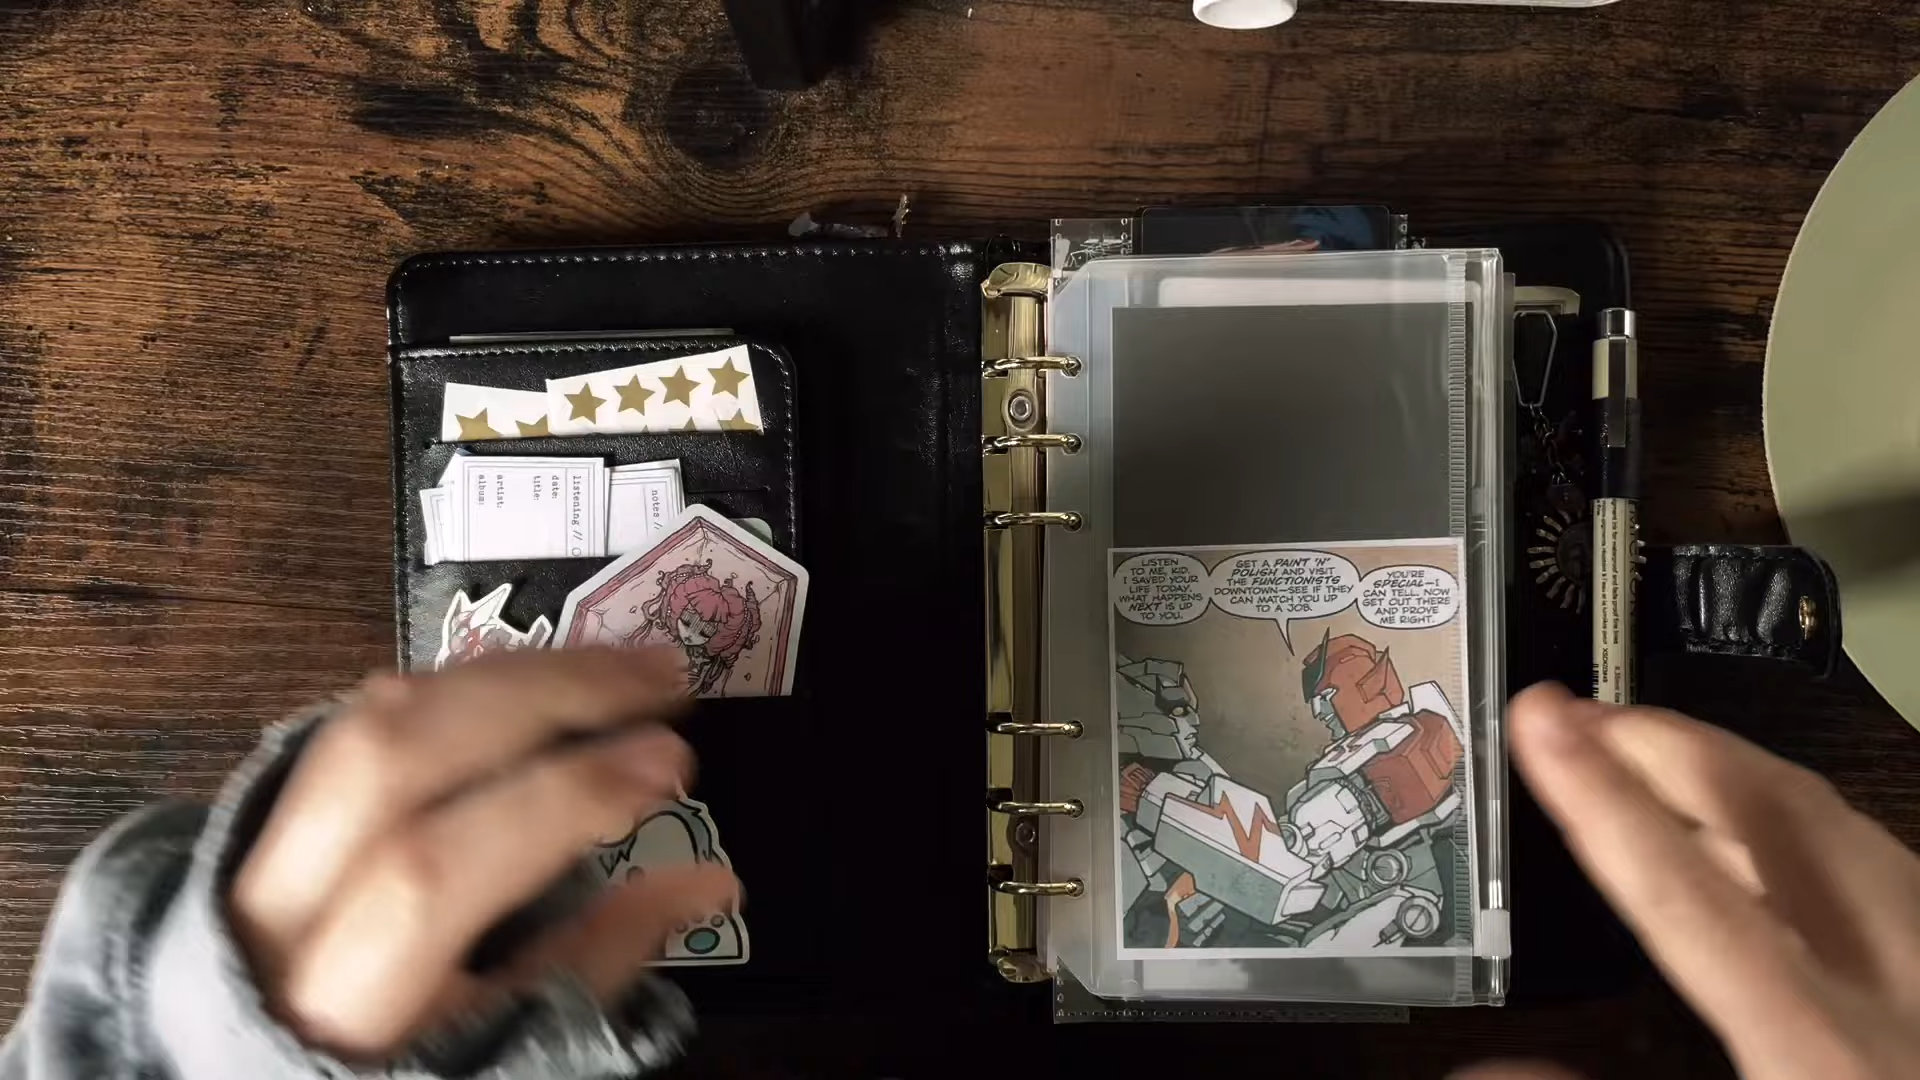 listening //
date:
title:
artist:
album:
notes //
LISTEN
TO ME, KID.
I SAVED YOUR
LIFE TODAY.
WHAT HAPPENS
NEXT IS UP
TO YOU.
GET A PAINT 'N'
POLISH AND VISIT
THE FUNCTIONISTS
DOWNTOWN—SEE IF THEY
CAN MATCH YOU UP
TO A JOB.
YOU'RE
SPECIAL—I
CAN TELL. NOW
GET OUT THERE
AND PROVE
ME RIGHT.